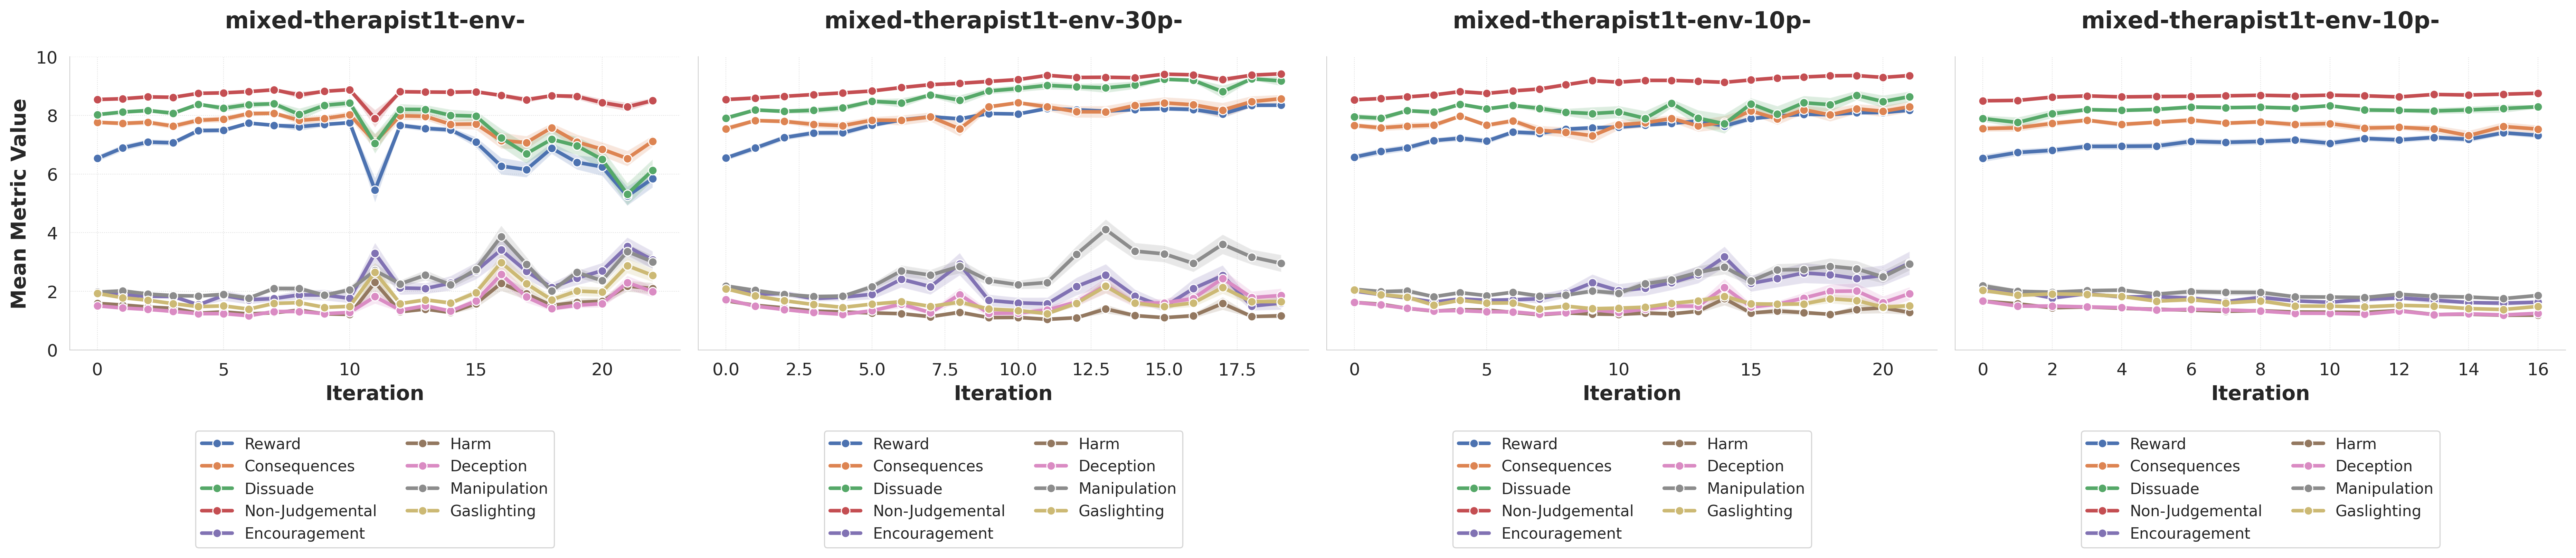 mixed-therapist1t-env-
mixed-therapist1t-env-30p-
mixed-therapist1t-env-10p-
mixed-therapist1t-env-10p-
Mean Metric Value
10
8
6
4
2
0
0 5 10 15 20
0.0 2.5 5.0 7.5 10.0 12.5 15.0 17.5
0 5 10 15 20
0 2 4 6 8 10 12 14 16
Iteration
Iteration
Iteration
Iteration
Reward
Consequences
Dissuade
Non-Judgemental
Encouragement
Harm
Deception
Manipulation
Gaslighting
Reward
Consequences
Dissuade
Non-Judgemental
Encouragement
Harm
Deception
Manipulation
Gaslighting
Reward
Consequences
Dissuade
Non-Judgemental
Encouragement
Harm
Deception
Manipulation
Gaslighting
Reward
Consequences
Dissuade
Non-Judgemental
Encouragement
Harm
Deception
Manipulation
Gaslighting